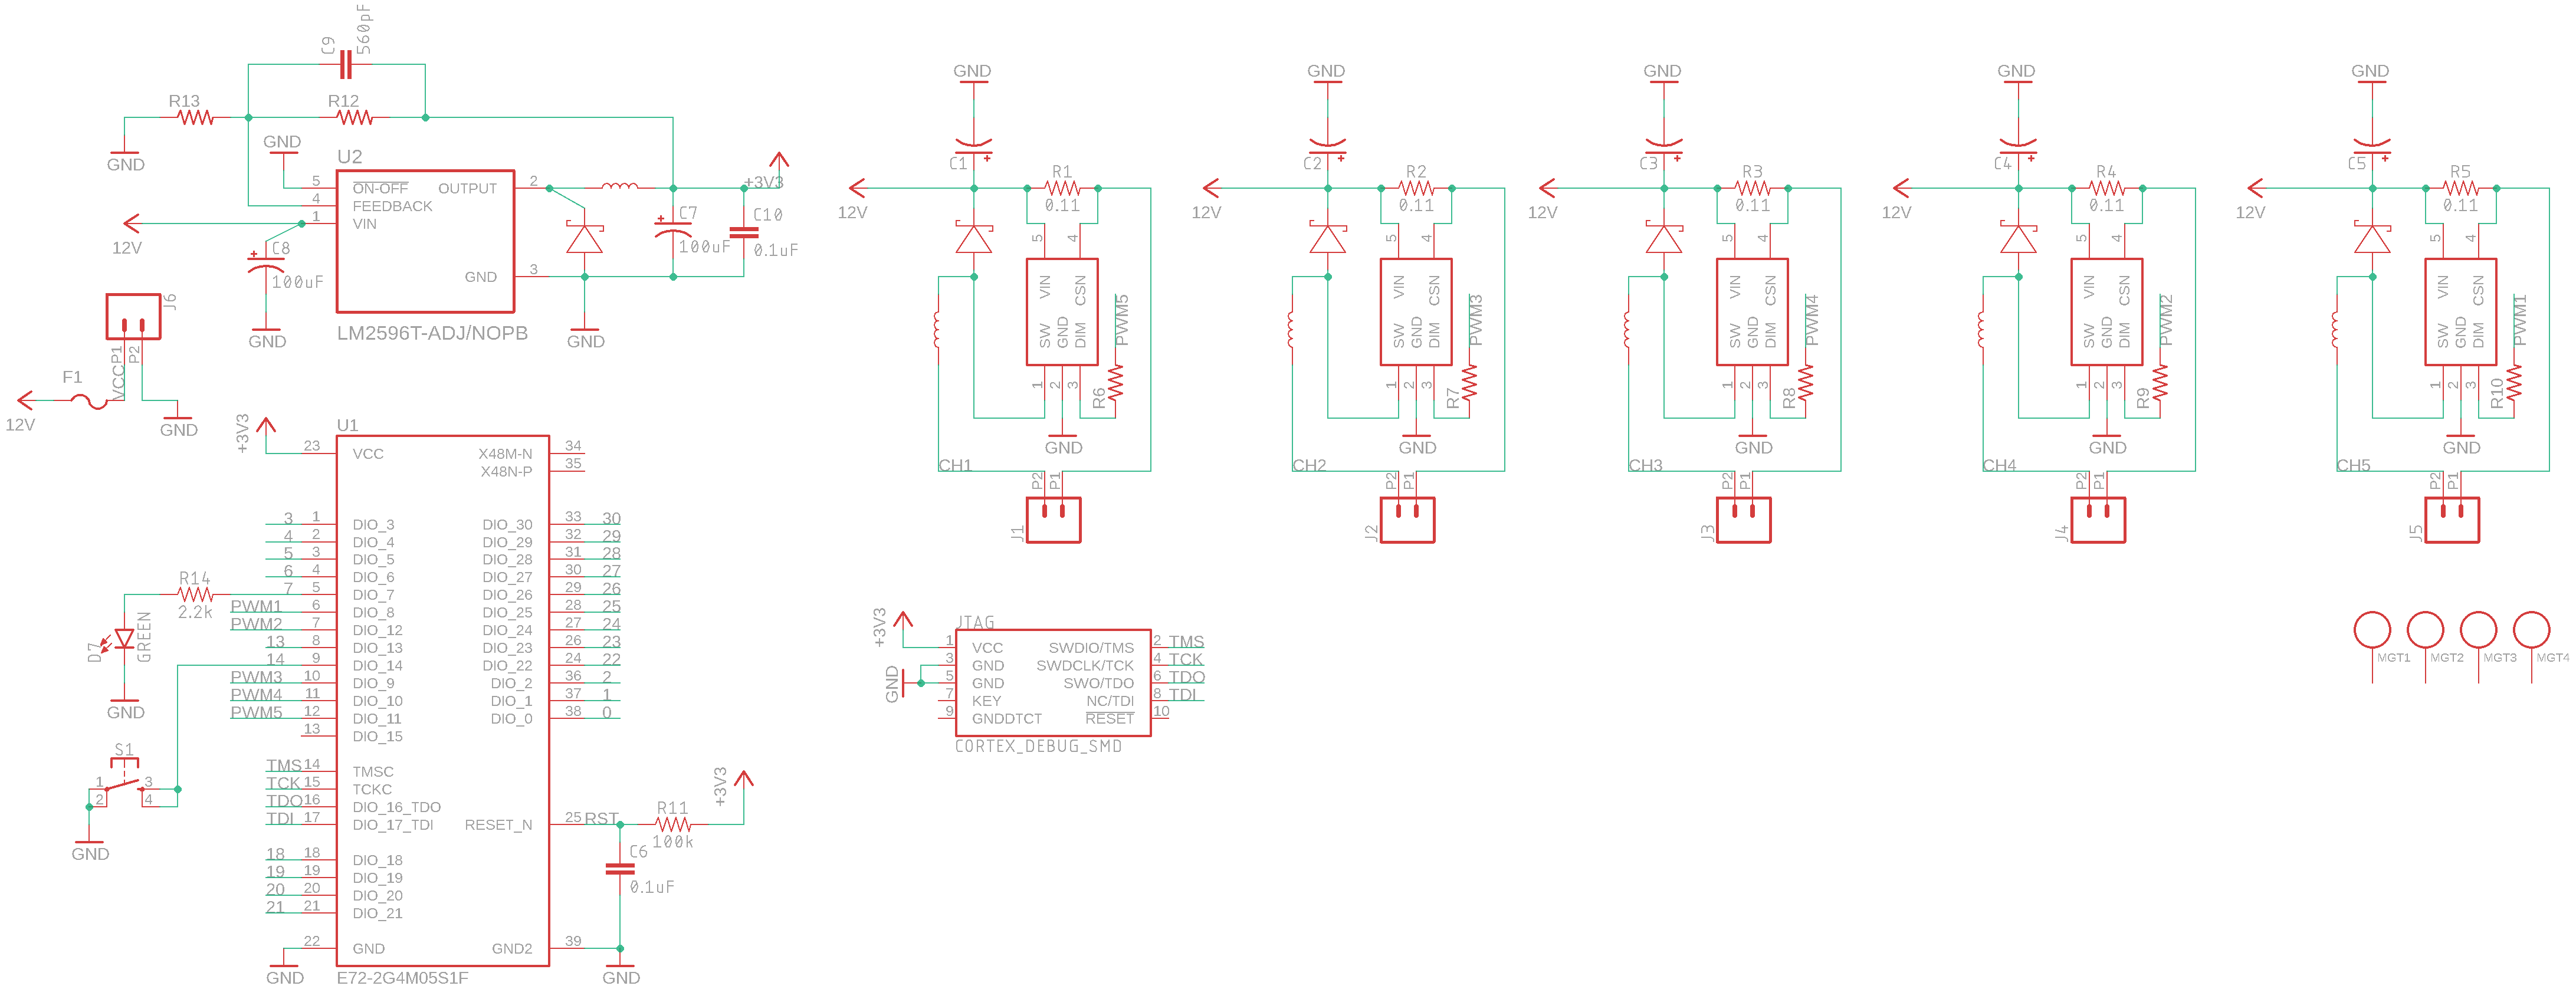 C9
560pF
R13
R12
GND
GND
U2
5
4
1
ON-OFF
FEEDBACK
VIN
OUTPUT
GND
2
3
+3V3
12V
C8
100uF
GND
C7
100uF
C10
0.1uF
GND
LM2596T-ADJ/NOPB
J6
P1
P2
VCC
F1
12V
GND
+3V3
U1
23 VCC
X48M-N 34
X48N-P 35
3 1 DIO_3
4 2 DIO_4
5 3 DIO_5
6 4 DIO_6
7 5 DIO_7
PWM1 6 DIO_8
PWM2 7 DIO_12
13 8 DIO_13
14 9 DIO_14
PWM3 10 DIO_9
PWM4 11 DIO_10
PWM5 12 DIO_11
13 DIO_15
TMS 14 TMSC
TCK 15 TCKC
TDO 16 DIO_16_TDO
TDI 17 DIO_17_TDI
18 18 DIO_18
19 19 DIO_19
20 20 DIO_20
21 21 DIO_21
22 GND
GND
DIO_30 33 30
DIO_29 32 29
DIO_28 31 28
DIO_27 30 27
DIO_26 29 26
DIO_25 28 25
DIO_24 27 24
DIO_23 26 23
DIO_22 24 22
DIO_2 36 2
DIO_1 37 1
DIO_0 38 0
RESET_N 25 RST
GND2 39
GND
E72-2G4M05S1F
R14
2.2k
D7
GREEN
GND
S1
1
2
3
4
GND
R11
100k
+3V3
C6
0.1uF
GND
C1
12V
R1
0.11
5
4
VIN
CSN
SW
GND
DIM
1
2
3
PWM5
R6
GND
CH1
P2
P1
J1
GND
C2
12V
R2
0.11
5
4
VIN
CSN
SW
GND
DIM
1
2
3
PWM3
R7
GND
CH2
P2
P1
J2
GND
C3
12V
R3
0.11
5
4
VIN
CSN
SW
GND
DIM
1
2
3
PWM4
R8
GND
CH3
P2
P1
J3
GND
C4
12V
R4
0.11
5
4
VIN
CSN
SW
GND
DIM
1
2
3
PWM2
R9
GND
CH4
P2
P1
J4
GND
C5
12V
R5
0.11
5
4
VIN
CSN
SW
GND
DIM
1
2
3
PWM1
R10
GND
CH5
P2
P1
J5
+3V3
GND
JTAG
1 VCC SWDIO/TMS 2 TMS
3 GND SWDCLK/TCK 4 TCK
5 GND SWO/TDO 6 TDO
7 KEY NC/TDI 8 TDI
9 GNDDTCT RESET 10
CORTEX_DEBUG_SMD
MGT1
MGT2
MGT3
MGT4